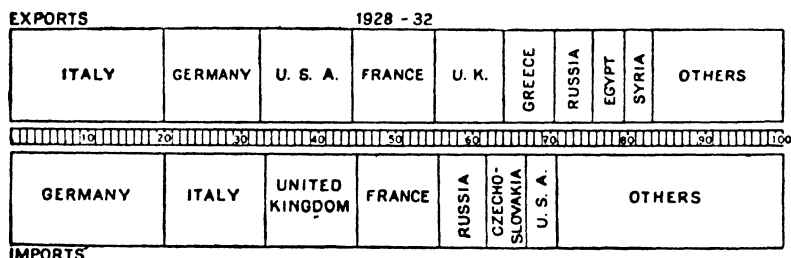 EXPORTS 1928 - 32
ITALY GERMANY U. S. A. FRANCE U. K. GREECE RUSSIA EGYPT SYRIA OTHERS
10 20 30 40 50 60 70 80 90 100
GERMANY ITALY UNITED KINGDOM FRANCE RUSSIA CZECHO-SLOVAKIA U. S. A. OTHERS
IMPORTS